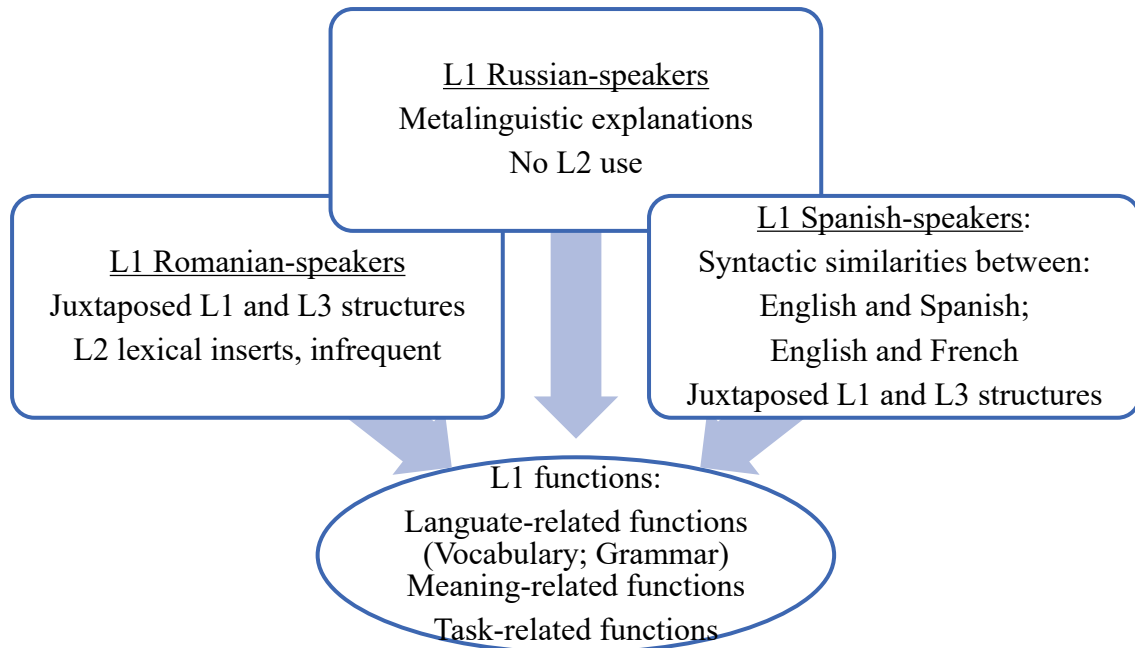 L1 Russian-speakers
Metalinguistic explanations
No L2 use
L1 Romanian-speakers
Juxtaposed L1 and L3 structures
L2 lexical inserts, infrequent
L1 Spanish-speakers:
Syntactic similarities between:
English and Spanish;
English and French
Juxtaposed L1 and L3 structures
L1 functions:
Languate-related functions
(Vocabulary; Grammar)
Meaning-related functions
Task-related functions